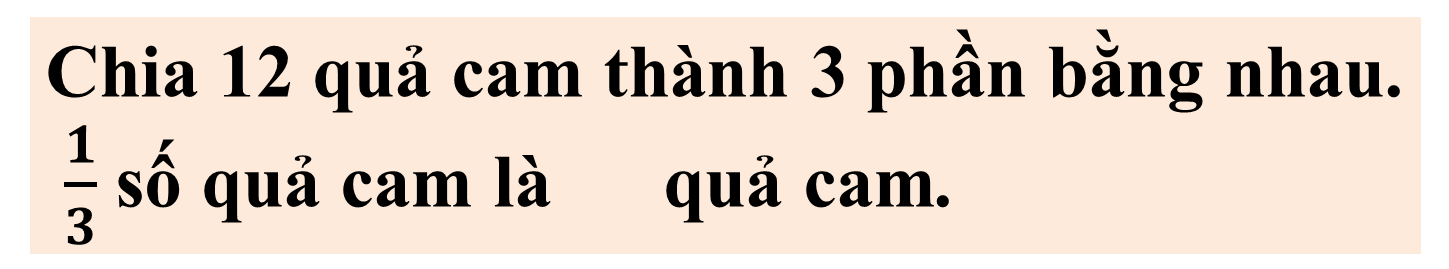 Chia 12 quả cam thành 3 phần bằng nhau.
1/3 số quả cam là quả cam.